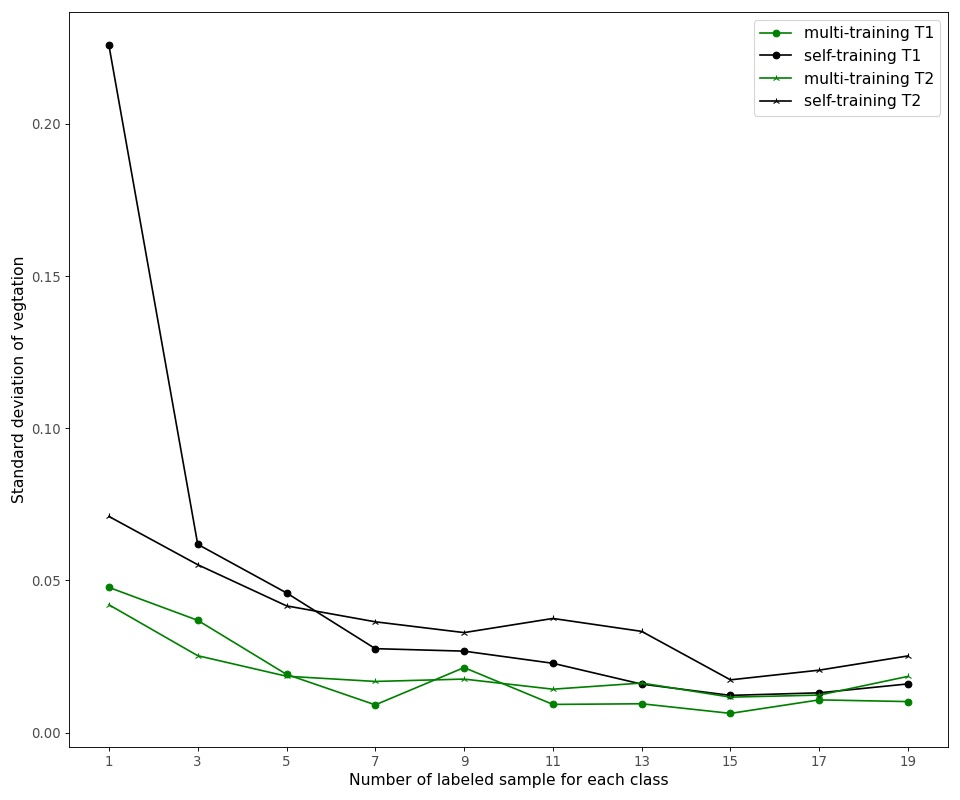 multi-training T1
self-training T1
multi-training T2
self-training T2
0.20
0.15
0.10
0.05
0.00
Standard deviation of vegtation
1 3 5 7 9 11 13 15 17 19
Number of labeled sample for each class